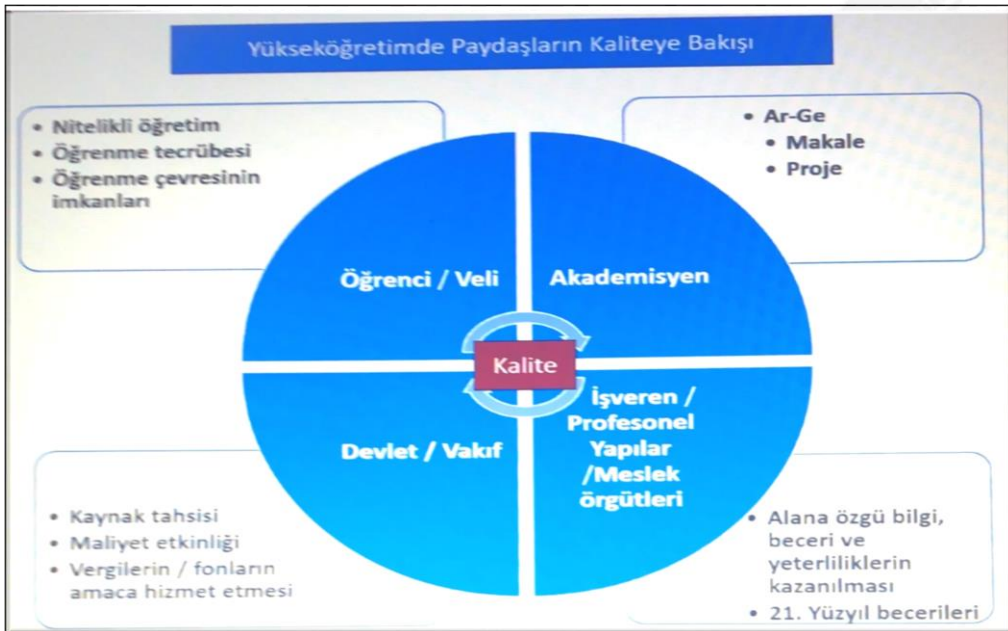 Yükseköğretimde Paydaşların Kaliteye Bakışı
• Nitelikli öğretim
• Öğrenme tecrübesi
• Öğrenme çevresinin
imkanları
• Ar-Ge
• Makale
• Proje
Öğrenci / Veli
Akademisyen
Kalite
Devlet / Vakıf
İşveren /
Profesonel
Yapılar
/Meslek
örgütleri
• Kaynak tahsisi
• Maliyet etkinliği
• Vergilerin / fonların
amaca hizmet etmesi
• Alana özgü bilgi,
beceri ve
yeterliliklerin
kazanılması
• 21. Yüzyıl becerileri